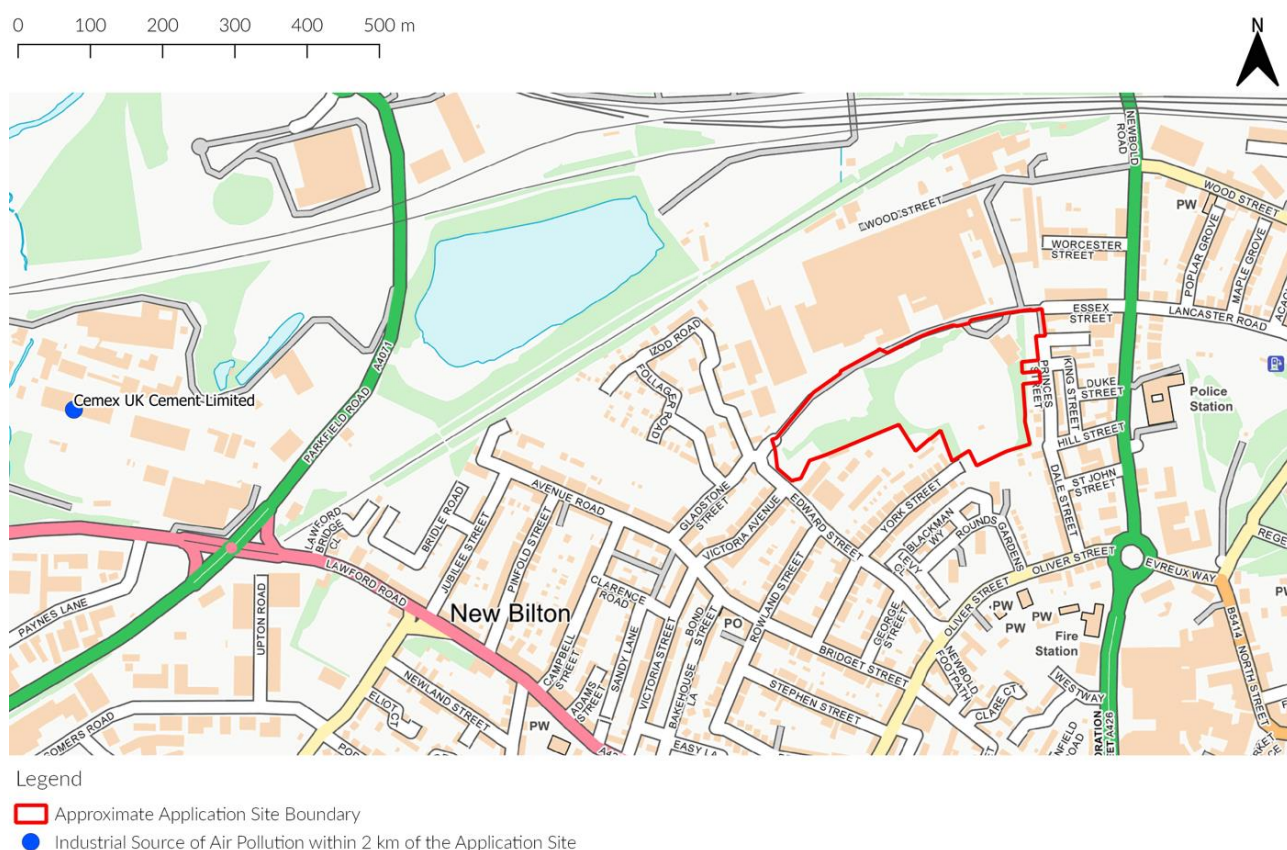 0 100 200 300 400 500 m
N
NEWBOLD
ROAD
WOOD STREET
PW
WOOD STREET
WORCESTER
STREET
POPLAR GROVE
MAPLE GROVE
ESSEX
STREET
LANCASTER ROAD
IZOD ROAD
FOLLAGER
ROAD
A4071
PARKFIELD ROAD
Cemex UK Cement Limited
PRINCES
STREET
KING STREET
DUKE
STREET
Police
Station
HILL STREET
ST JOHN
STREET
DALE STREET
AVENUE ROAD
GLADSTONE
STREET
VICTORIA AVENUE
EDWARD STREET
YORK STREET
BLACKMAN
WY
ROUNDS
GARDENS
OLIVER STREET
OLIVER STREET
EVREUX WAY
REGE
LAWFORD
BRIDGE
CL
BRIDLE ROAD
JUBILEE STREET
PINFOLD STREET
LAWFORD ROAD
PAYNES LANE
UPTON ROAD
New Bilton
CLARENCE
ROAD
CAMPBELL
STREET
ADAMS
STREET
SANDY LANE
VICTORIA STREET
BOND
STREET
BAKEHOUSE
LA
PO
ROWLAND STREET
BRIDGET STREET
GEORGE
STREET
STEPHEN STREET
NEWBOLD
FOOTPATH
CLARE CT
PW
PW
PW
Fire
Station
WESTWAY
B5414
NORTH STREET
NEWLAND STREET
ELIOT CT
SOMERS ROAD
PW
EASY LA
Legend
Approximate Application Site Boundary
Industrial Source of Air Pollution within 2 km of the Application Site